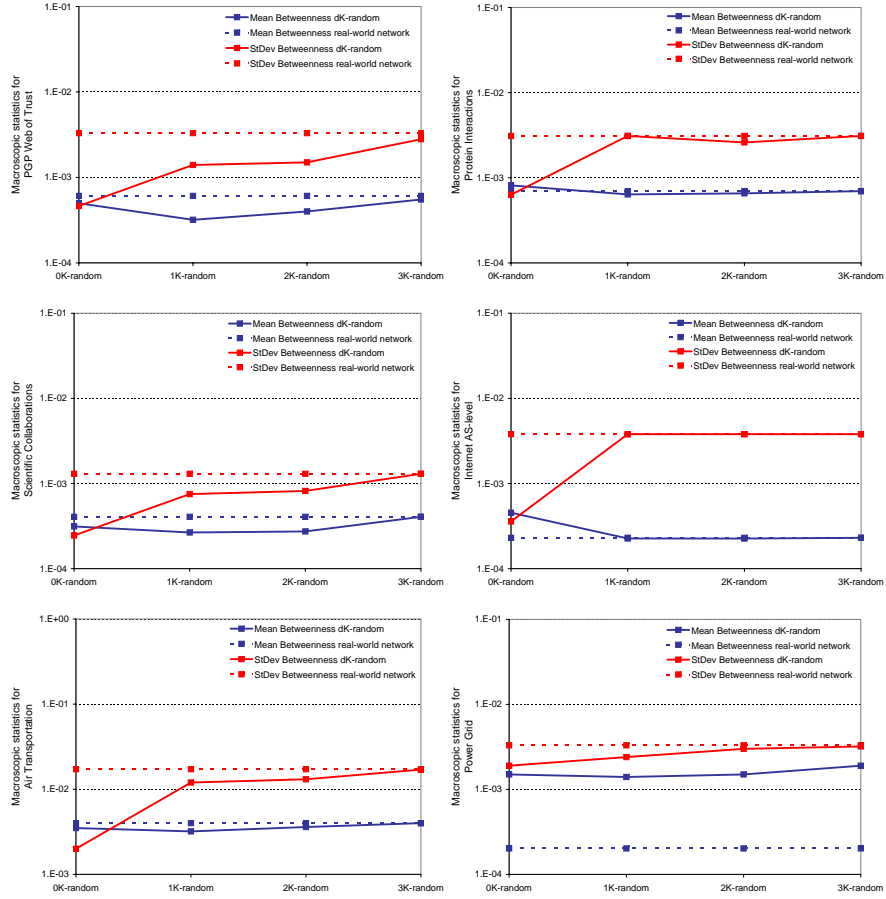 1.E-01
Mean Betweenness dK-random
Mean Betweenness real-world network
StDev Betweenness dK-random
StDev Betweenness real-world network
1.E-02
1.E-03
1.E-04
Macroscopic statistics for
PGP Web of Trust
0K-random 1K-random 2K-random 3K-random
1.E-01
Mean Betweenness dK-random
Mean Betweenness real-world network
StDev Betweenness dK-random
StDev Betweenness real-world network
1.E-02
1.E-03
1.E-04
Macroscopic statistics for
Protein Interactions
0K-random 1K-random 2K-random 3K-random
1.E-01
Mean Betweenness dK-random
Mean Betweenness real-world network
StDev Betweenness dK-random
StDev Betweenness real-world network
1.E-02
1.E-03
1.E-04
Macroscopic statistics for
Scientific Collaborations
0K-random 1K-random 2K-random 3K-random
1.E-01
Mean Betweenness dK-random
Mean Betweenness real-world network
StDev Betweenness dK-random
StDev Betweenness real-world network
1.E-02
1.E-03
1.E-04
Macroscopic statistics for
Internet AS-level
0K-random 1K-random 2K-random 3K-random
1.E+00
Mean Betweenness dK-random
Mean Betweenness real-world network
StDev Betweenness dK-random
StDev Betweenness real-world network
1.E-01
1.E-02
1.E-03
Macroscopic statistics for
Air Transportation
0K-random 1K-random 2K-random 3K-random
1.E-01
Mean Betweenness dK-random
Mean Betweenness real-world network
StDev Betweenness dK-random
StDev Betweenness real-world network
1.E-02
1.E-03
1.E-04
Macroscopic statistics for
Power Grid
0K-random 1K-random 2K-random 3K-random